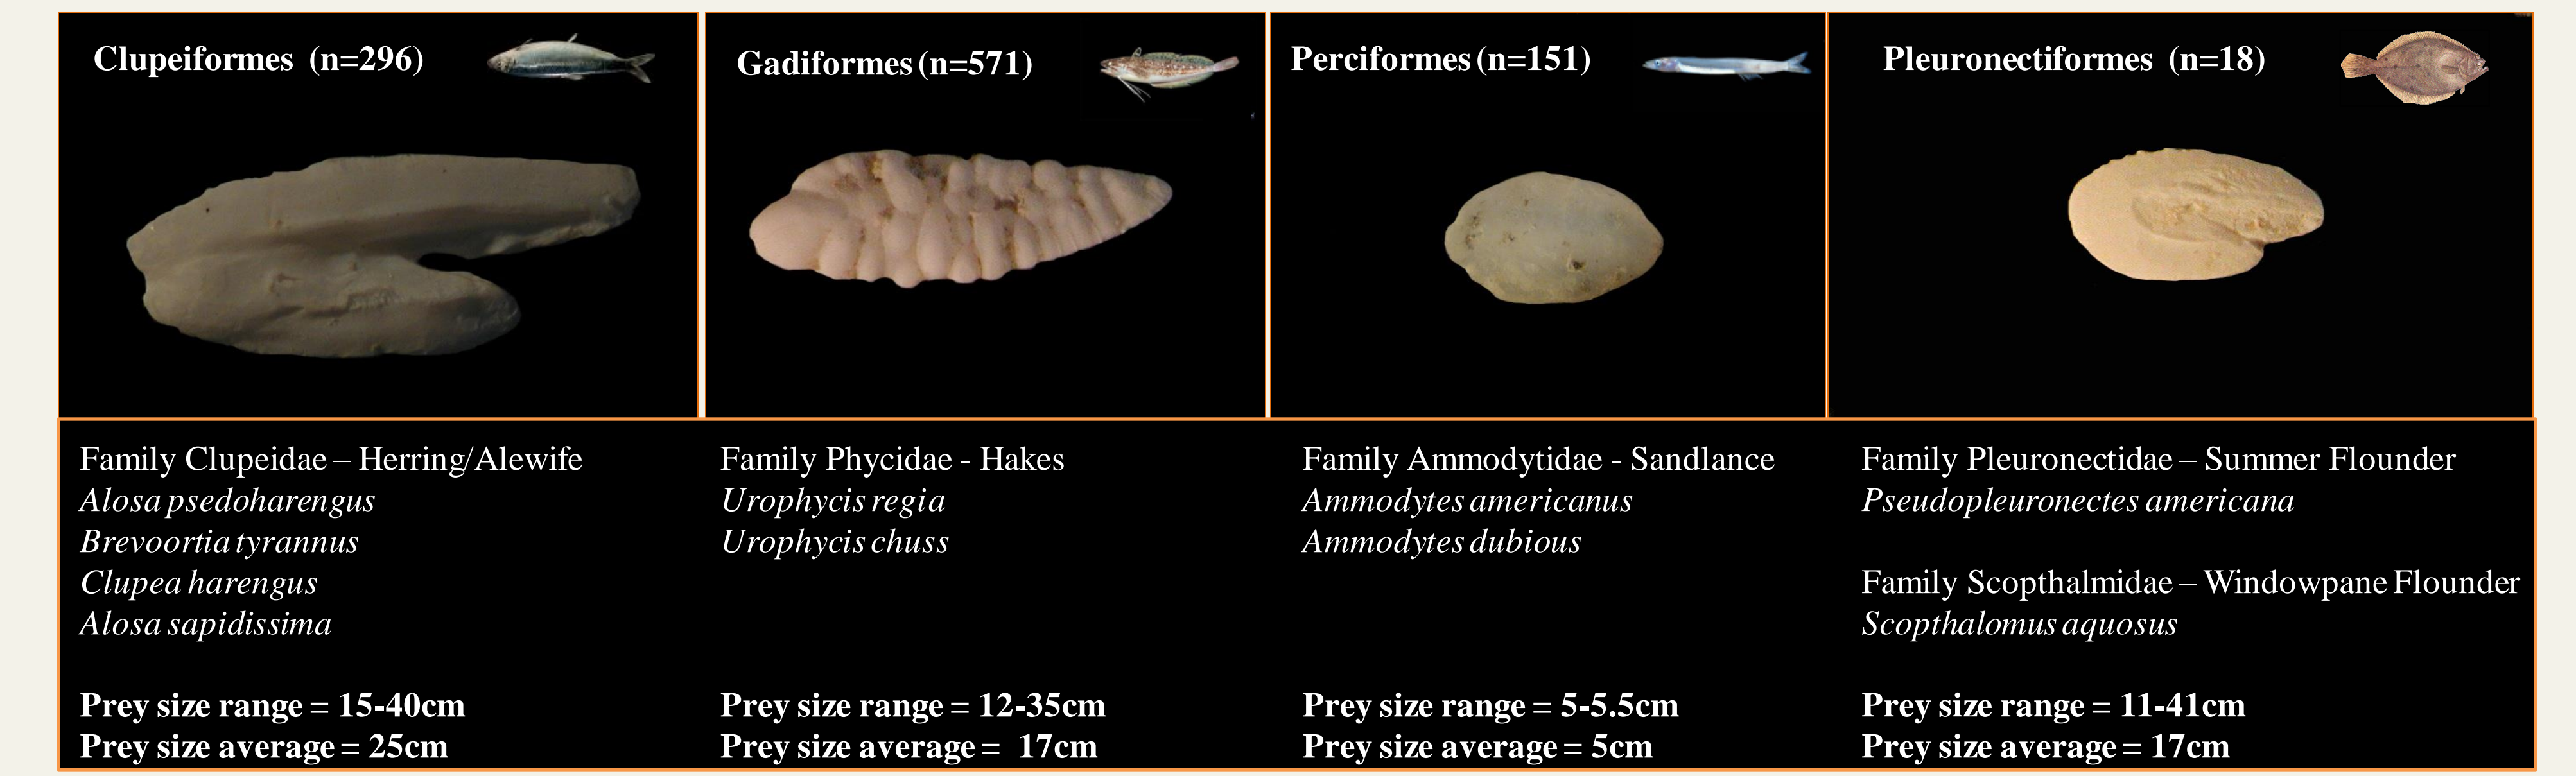 Clupeiformes (n=296)
Gadiformes (n=571)
Perciformes (n=151)
Pleuronectiformes (n=18)
Family Clupeidae – Herring/Alewife
Alosa psedoharengus
Brevoortia tyrannus
Clupea harengus
Alosa sapidissima
Prey size range = 15-40cm
Prey size average = 25cm
Family Phycidae - Hakes
Urophycis regia
Urophycis chuss
Prey size range = 12-35cm
Prey size average = 17cm
Family Ammodytidae - Sandlance
Ammodytes americanus
Ammodytes dubious
Prey size range = 5-5.5cm
Prey size average = 5cm
Family Pleuronectidae – Summer Flounder
Pseudopleuronectes americana
Family Scopthalmidae – Windowpane Flounder
Scopthalomus aquosus
Prey size range = 11-41cm
Prey size average = 17cm